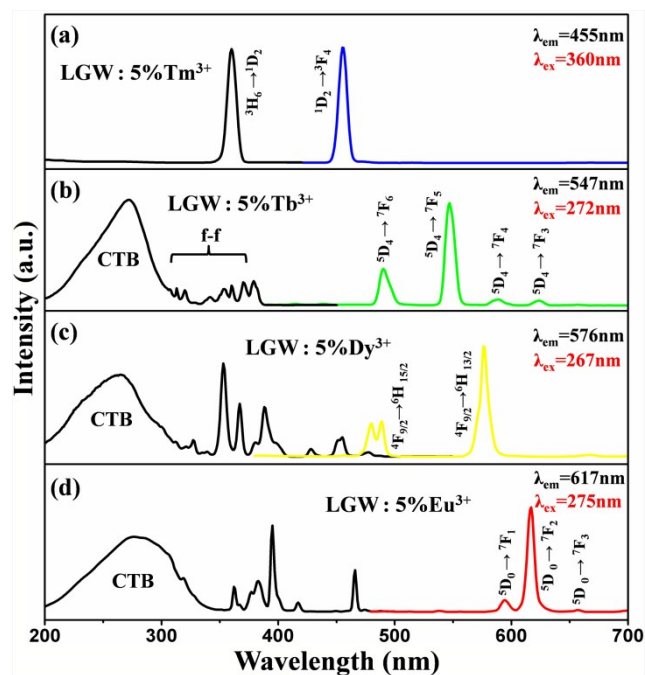 (a)
LGW : 5%Tm³⁺
³H₆→¹D₂
¹D₂→³F₄
λem=455nm
λex=360nm
(b)
LGW : 5%Tb³⁺
CTB
f-f
⁵D₄→⁷F₆
⁵D₄→⁷F₅
⁵D₄→⁷F₄
⁵D₄→⁷F₃
λem=547nm
λex=272nm
(c)
LGW : 5%Dy³⁺
CTB
⁴F9/2→⁶H15/2
⁴F9/2→⁶H13/2
λem=576nm
λex=267nm
(d)
LGW : 5%Eu³⁺
CTB
⁵D₀→⁷F₁
⁵D₀→⁷F₂
⁵D₀→⁷F₃
λem=617nm
λex=275nm
Intensity (a.u.)
200 300 400 500 600 700
Wavelength (nm)